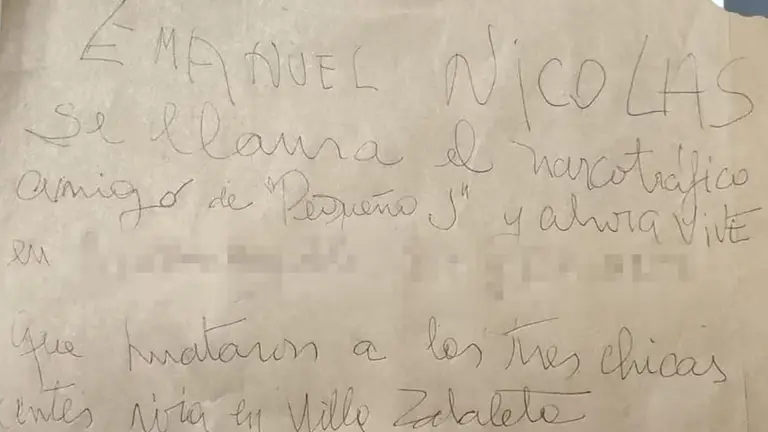 EMANUEL NICOLAS
Se llama el narcotráfico
amigo de "Pequeño J" y ahora VIVE
en
que mataron a las tres chicas
antes vivia en Villa Zabaleta